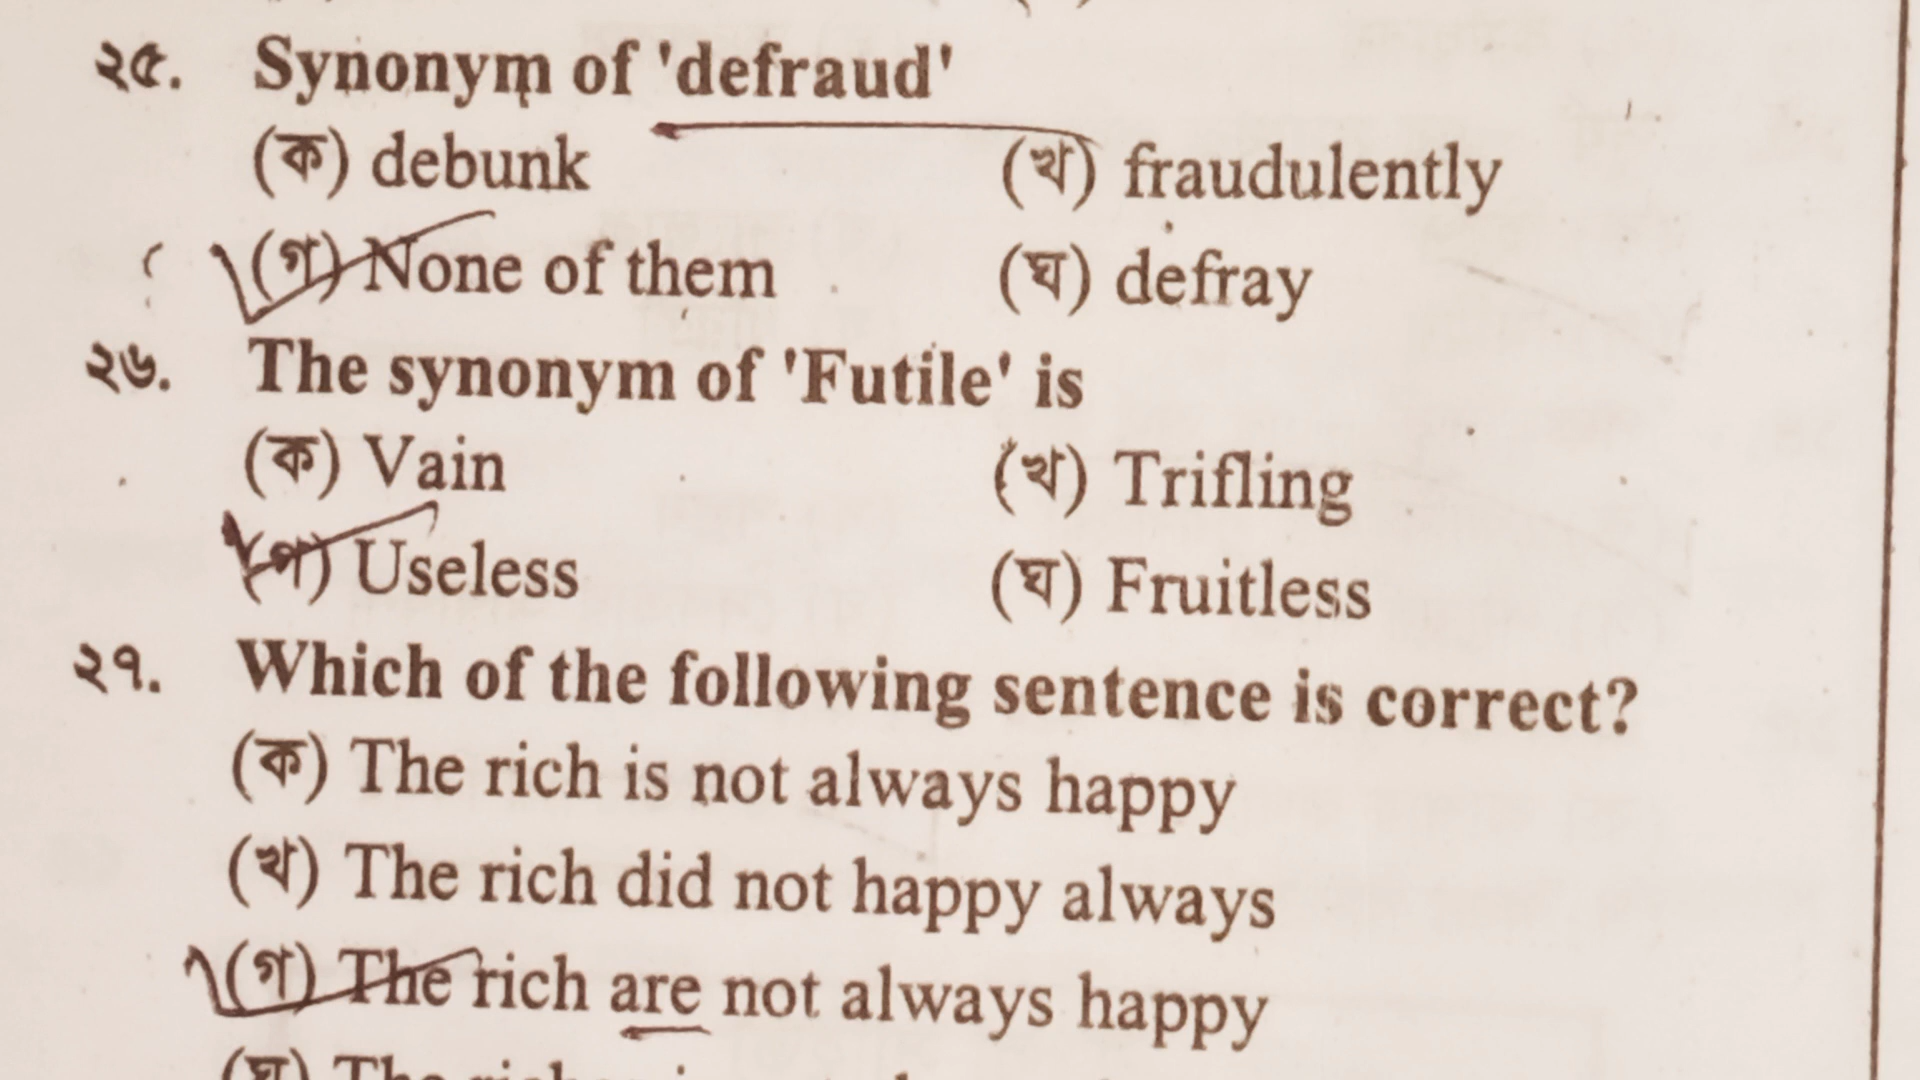 ২৫. Synonym of 'defraud'
(ক) debunk (খ) fraudulently
(গ) None of them (ঘ) defray
২৬. The synonym of 'Futile' is
(ক) Vain (খ) Trifling
(গ) Useless (ঘ) Fruitless
২৭. Which of the following sentence is correct?
(ক) The rich is not always happy
(খ) The rich did not happy always
(গ) The rich are not always happy
(ঘ) The